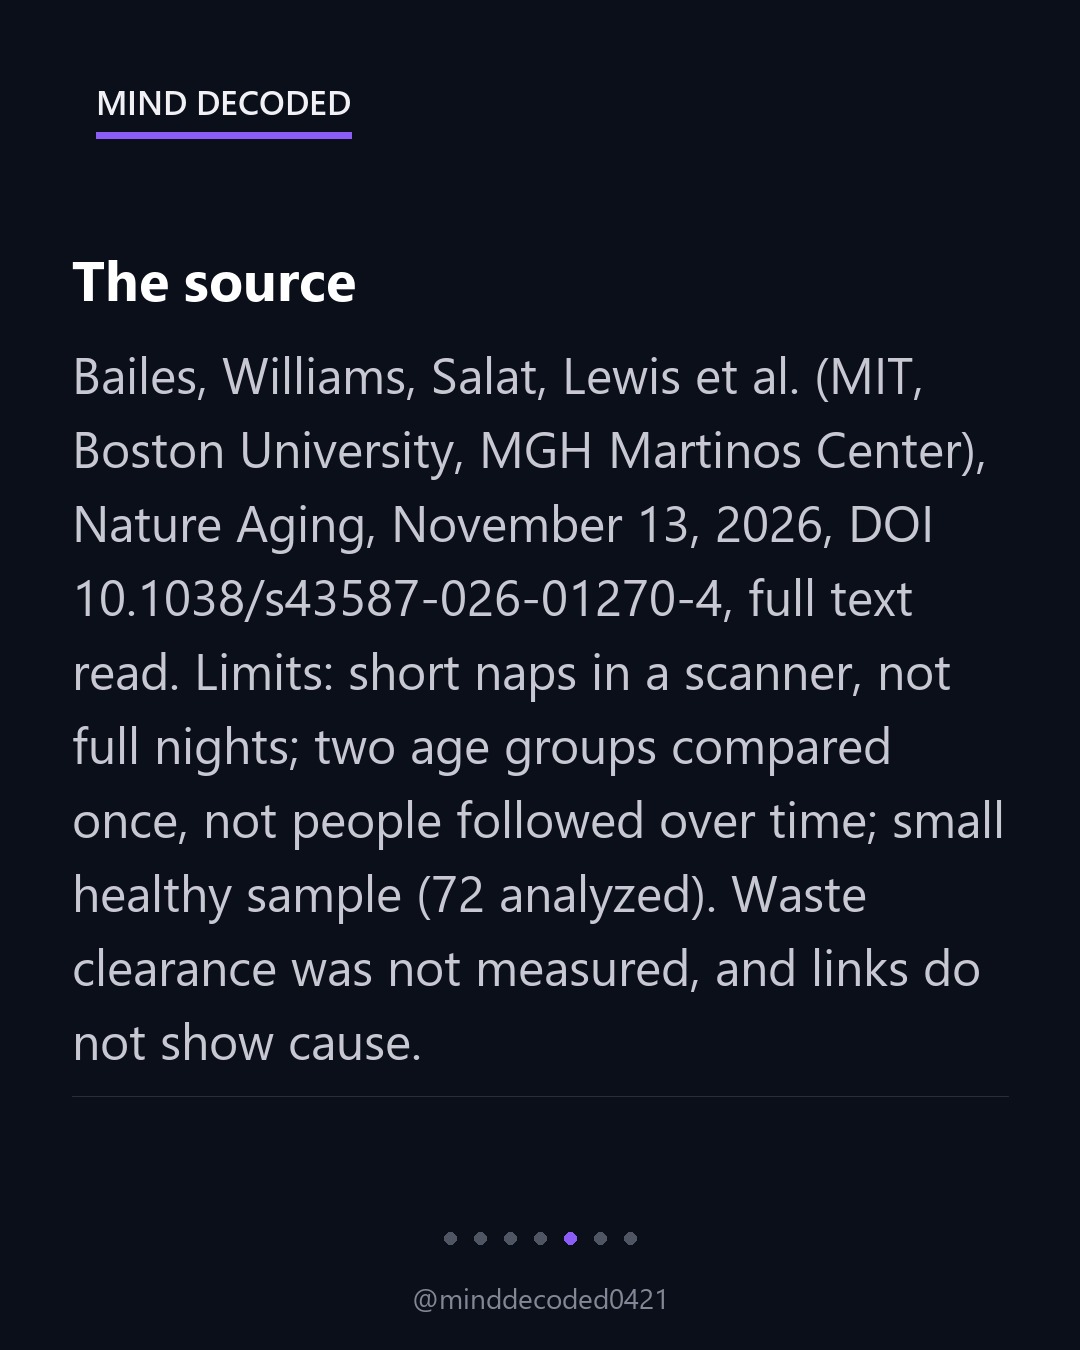 MIND DECODED
The source
Bailes, Williams, Salat, Lewis et al. (MIT,
Boston University, MGH Martinos Center),
Nature Aging, November 13, 2026, DOI
10.1038/s43587-026-01270-4, full text
read. Limits: short naps in a scanner, not
full nights; two age groups compared
once, not people followed over time; small
healthy sample (72 analyzed). Waste
clearance was not measured, and links do
not show cause.
@minddecoded0421